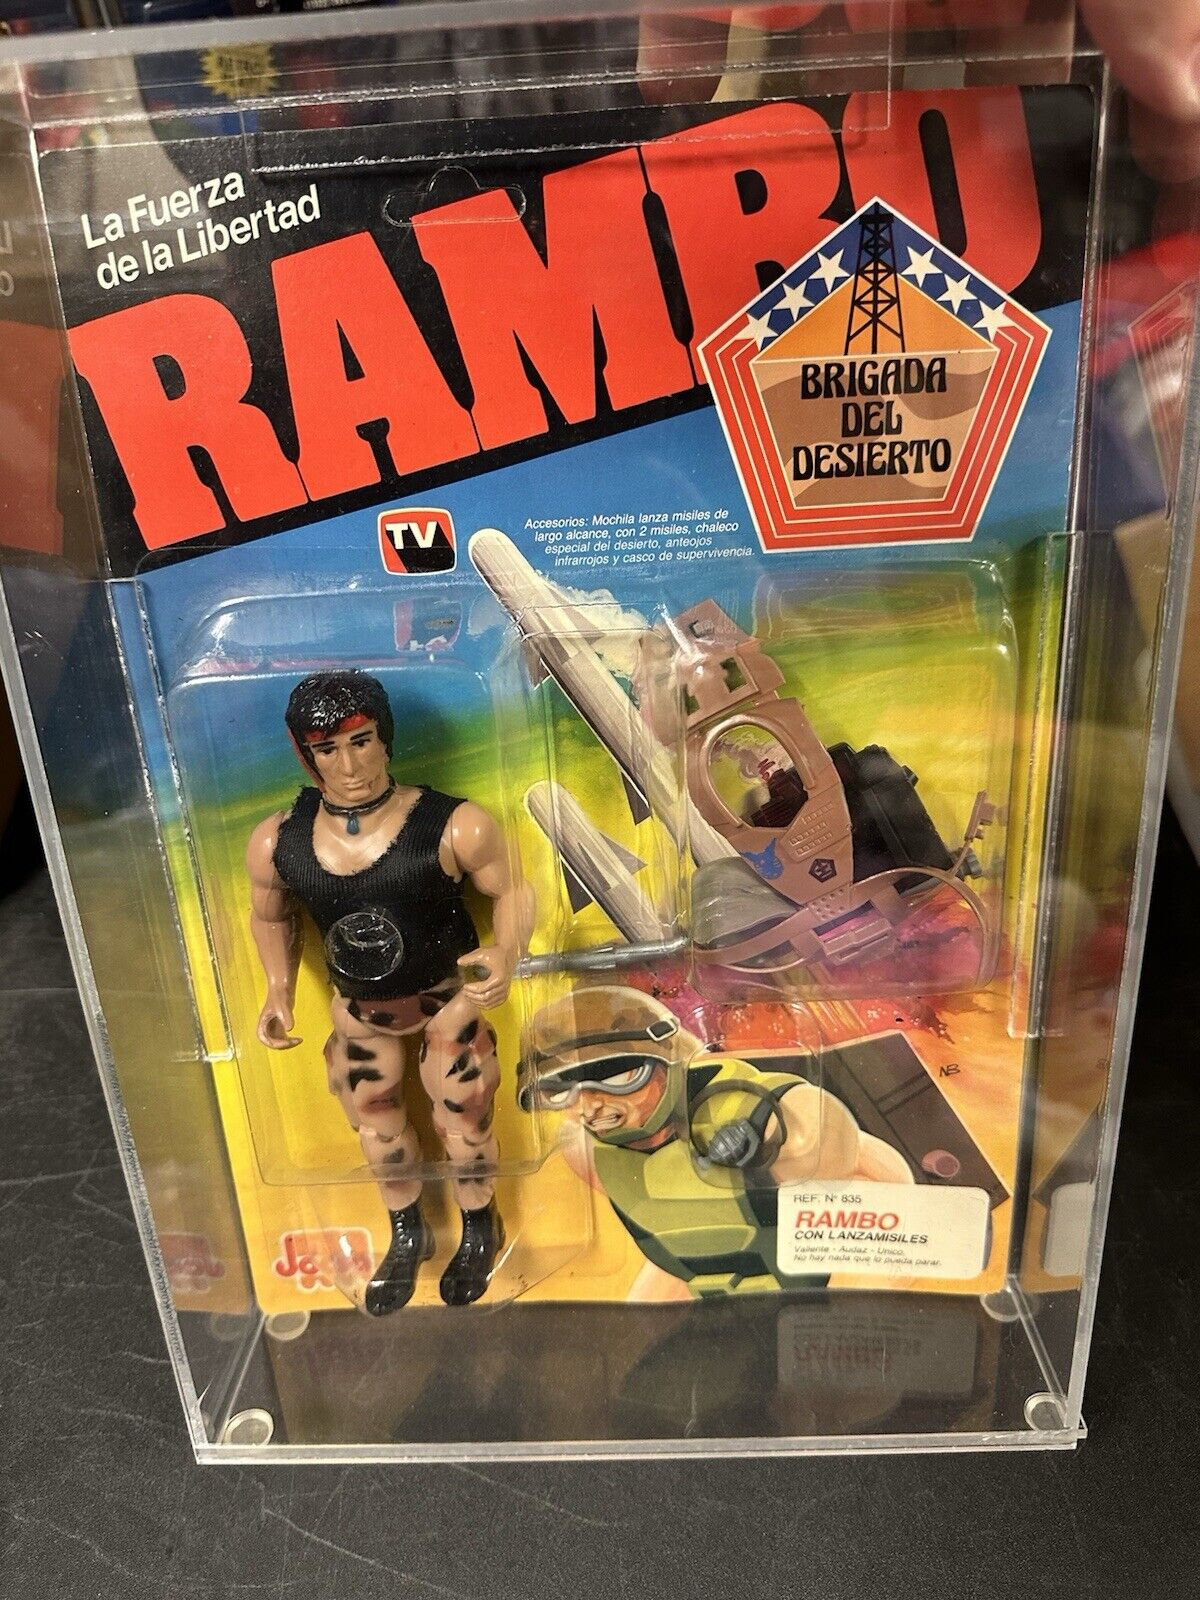 La Fuerza
de la Libertad
RAMBO
BRIGADA
DEL
DESIERTO
TV
Accesorios: Mochila lanza misiles de
largo alcance, con 2 misiles, chaleco
especial del desierto, anteojos
infrarrojos y casco de supervivencia.
NB
REF. Nº 835
RAMBO
CON LANZAMISILES
Valiente - Audaz - Unico.
No hay nada que lo pueda parar.